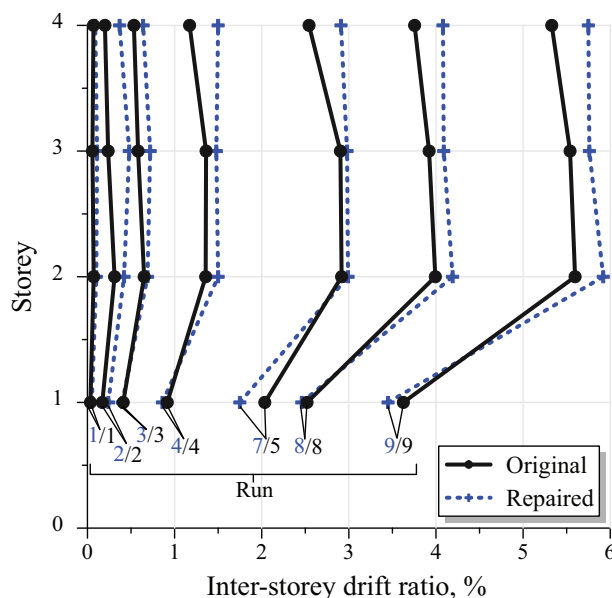 4
3
2
1
0
Storey
1/1
2/2
3/3
4/4
7/5
8/8
9/9
Run
Original
Repaired
0 1 2 3 4 5 6
Inter-storey drift ratio, %